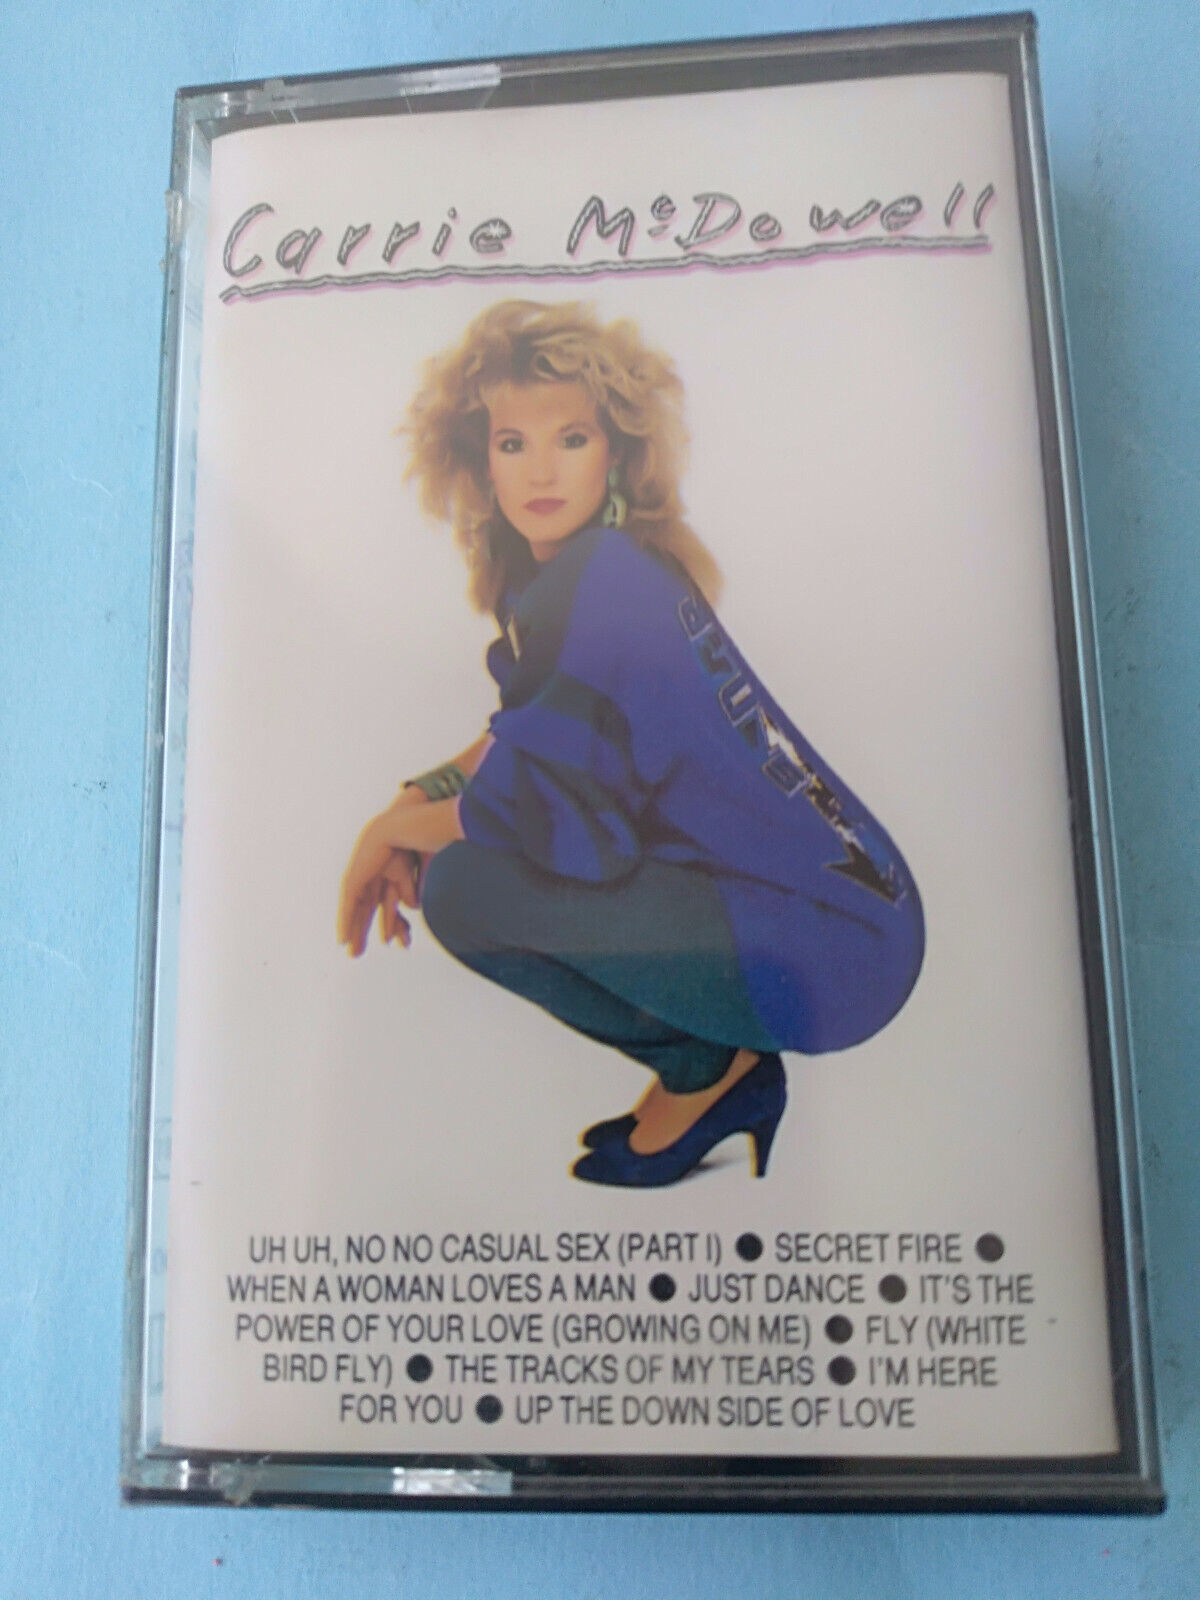 Carrie McDowell
UH UH, NO NO CASUAL SEX (PART I) ● SECRET FIRE ●
WHEN A WOMAN LOVES A MAN ● JUST DANCE ● IT'S THE
POWER OF YOUR LOVE (GROWING ON ME) ● FLY (WHITE
BIRD FLY) ● THE TRACKS OF MY TEARS ● I'M HERE
FOR YOU ● UP THE DOWN SIDE OF LOVE